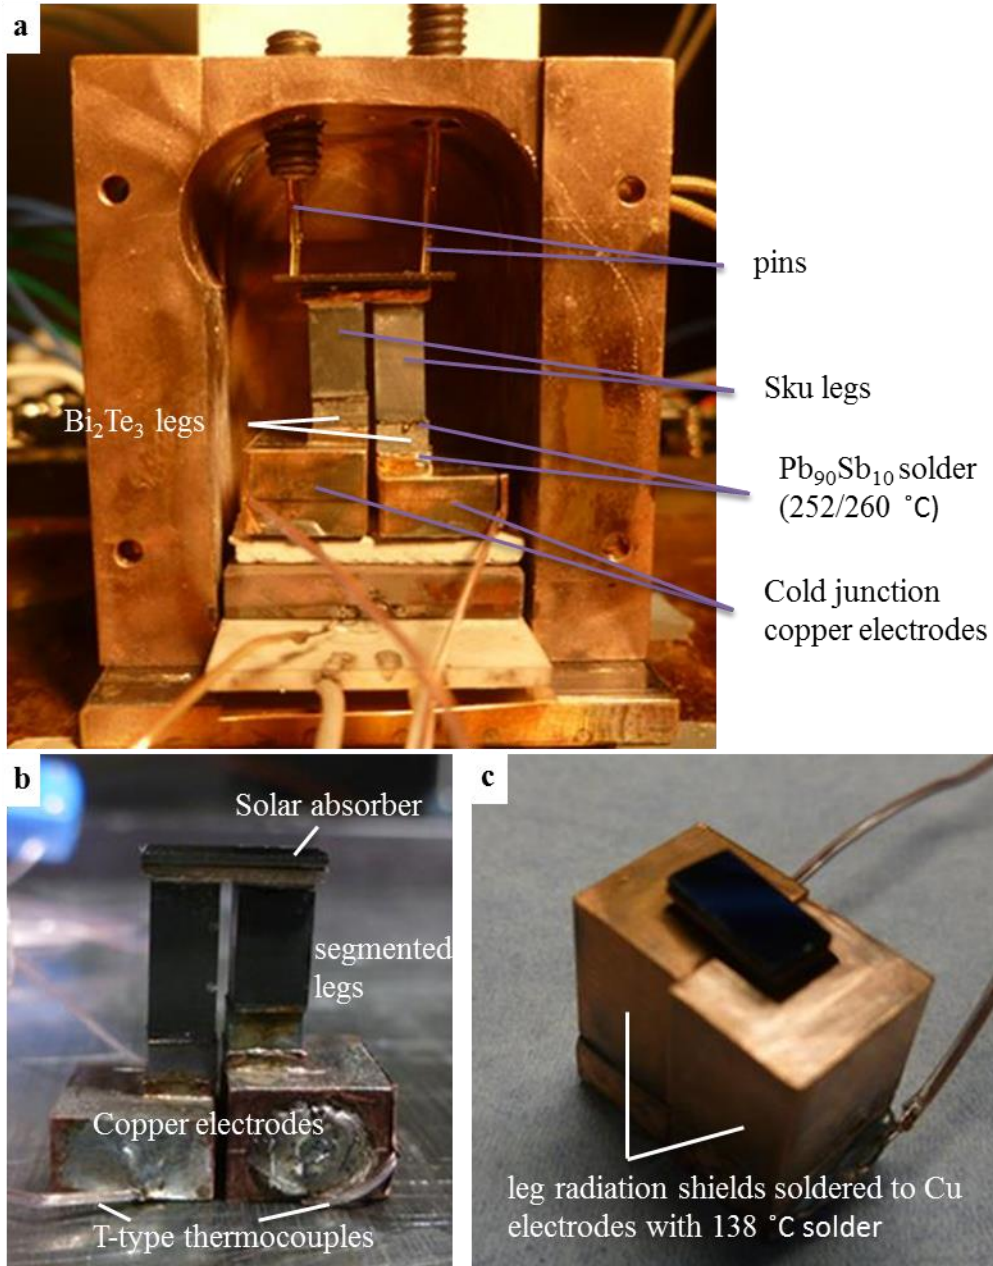 a
pins
Sku legs
Bi₂Te₃ legs
Pb₉₀Sb₁₀ solder
(252/260 ˚C)
Cold junction
copper electrodes
b
Solar absorber
segmented
legs
Copper electrodes
T-type thermocouples
c
leg radiation shields soldered to Cu
electrodes with 138 ˚C solder